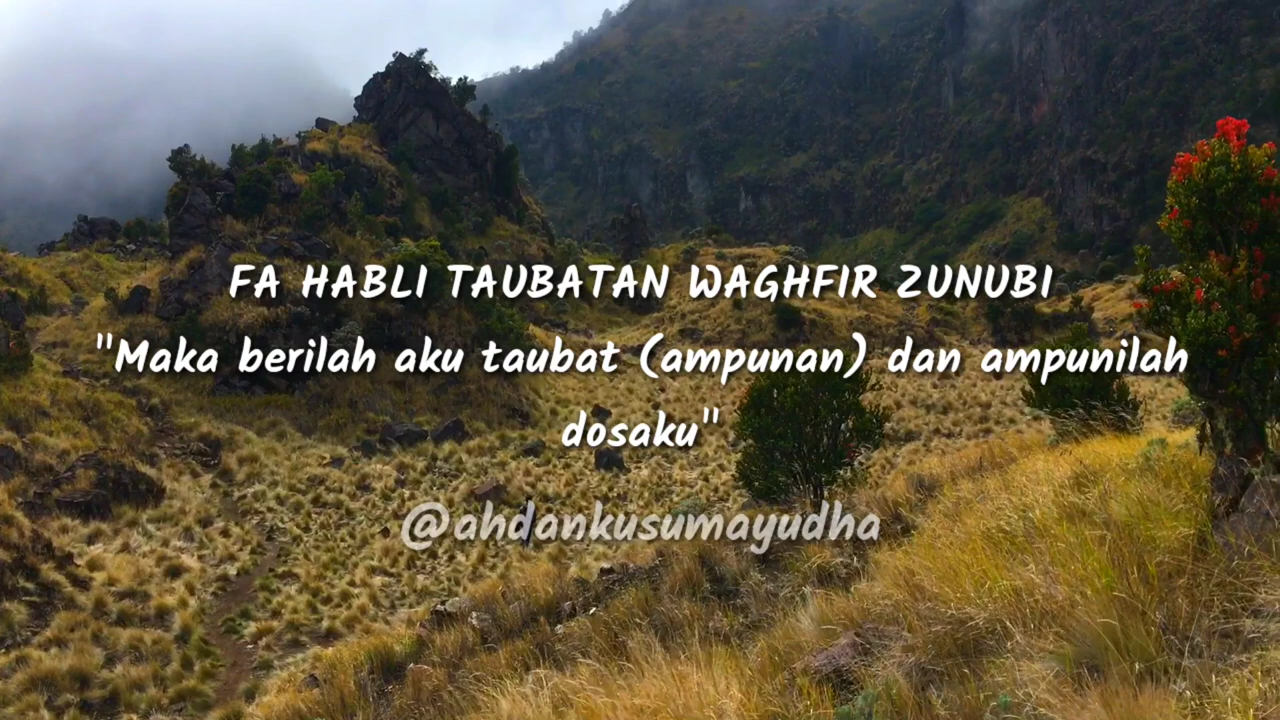 FA HABLI TAUBATAN WAGHFIR ZUNUBI
"Maka berilah aku taubat (ampunan) dan ampunilah
dosaku"
@ahdankusumayudha